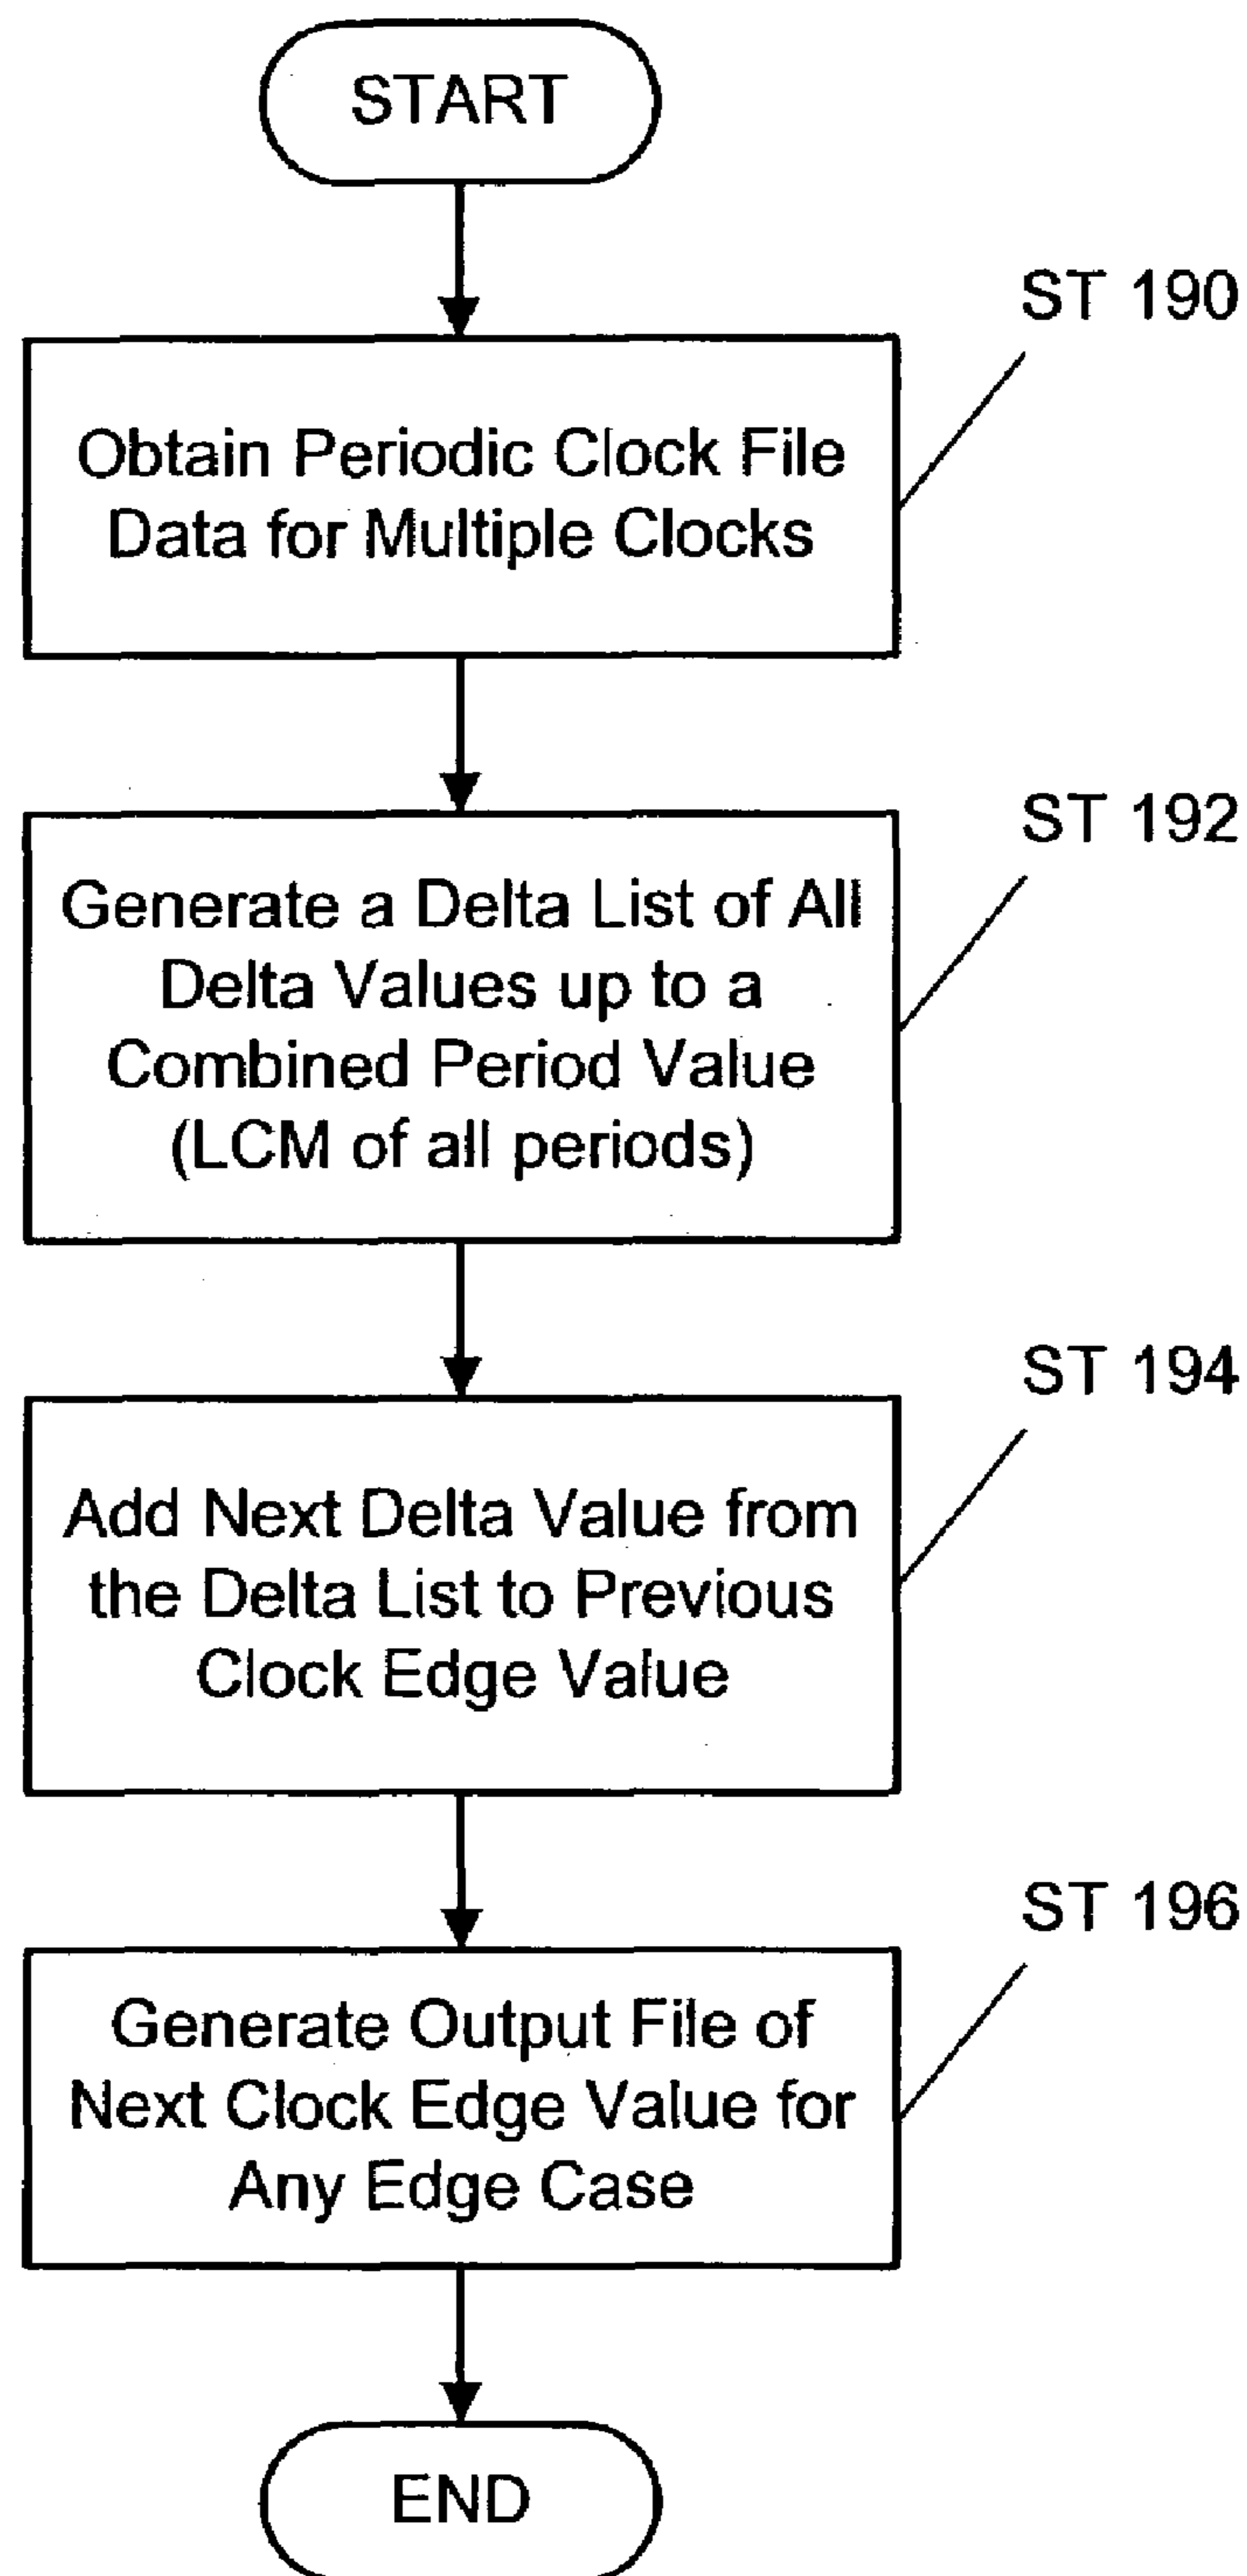 START
ST 190
Obtain Periodic Clock File
Data for Multiple Clocks
ST 192
Generate a Delta List of All
Delta Values up to a
Combined Period Value
(LCM of all periods)
ST 194
Add Next Delta Value from
the Delta List to Previous
Clock Edge Value
ST 196
Generate Output File of
Next Clock Edge Value for
Any Edge Case
END